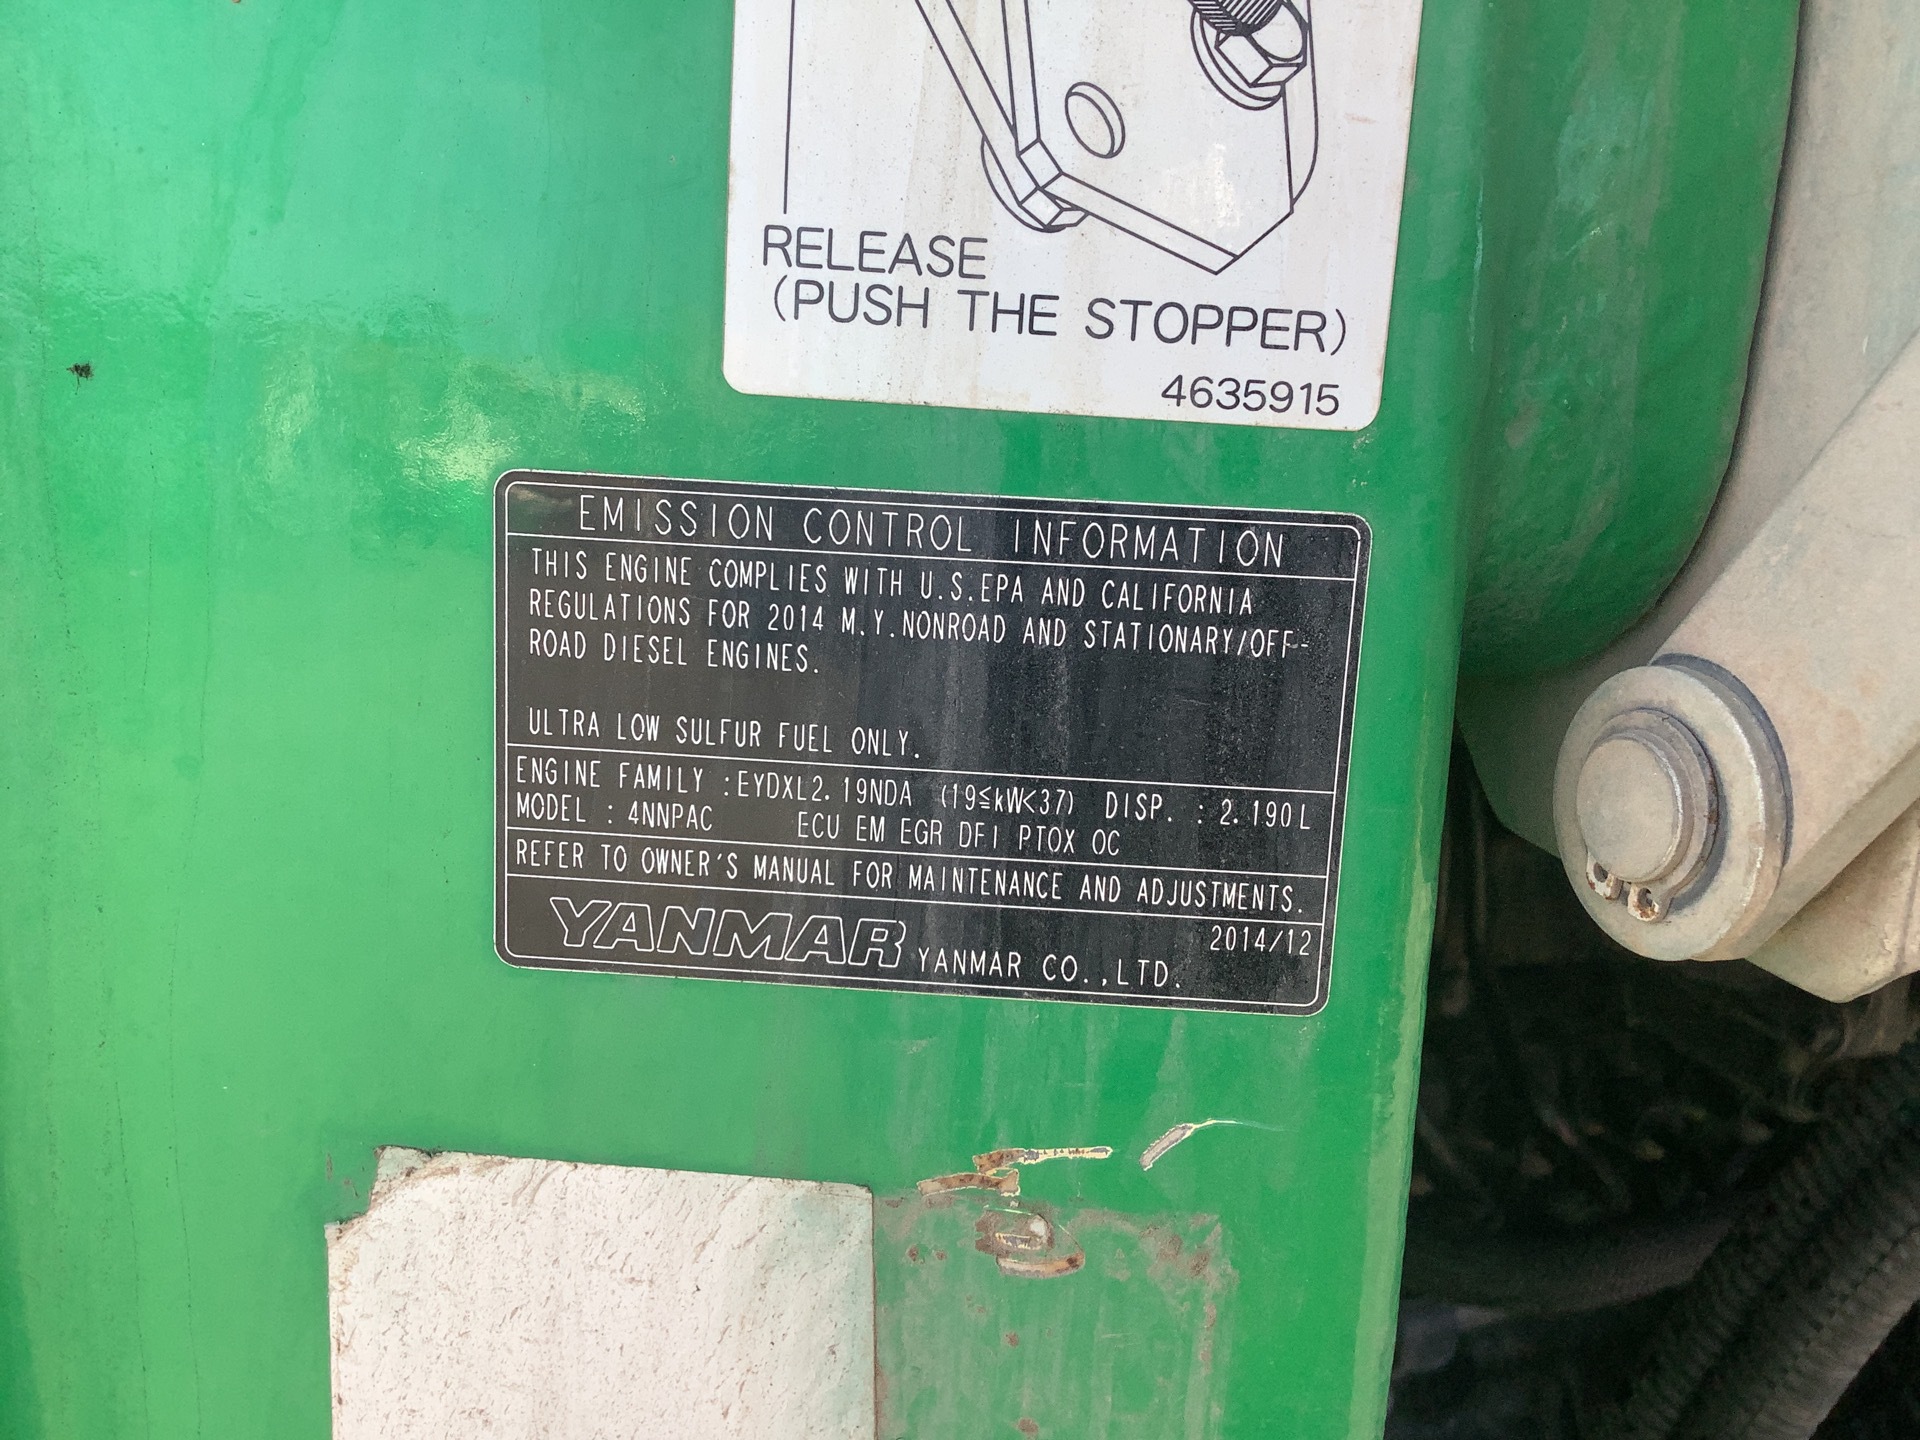 RELEASE
(PUSH THE STOPPER)
4635915
EMISSION CONTROL INFORMATION
THIS ENGINE COMPLIES WITH U.S.EPA AND CALIFORNIA
REGULATIONS FOR 2014 M.Y.NONROAD AND STATIONARY/OFF-
ROAD DIESEL ENGINES.
ULTRA LOW SULFUR FUEL ONLY.
ENGINE FAMILY :EYDXL2.19NDA (19≦kW<37) DISP. : 2.190L
MODEL : 4NNPAC ECU EM EGR DFI PTOX OC
REFER TO OWNER'S MANUAL FOR MAINTENANCE AND ADJUSTMENTS.
YANMAR YANMAR CO.,LTD. 2014/12